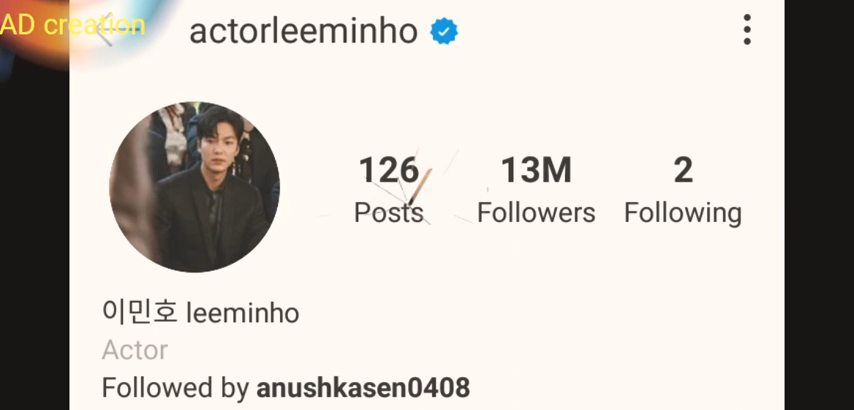 AD creation
actorleeminho
126 13M 2
Posts Followers Following
이민호 leeminho
Actor
Followed by anushkasen0408